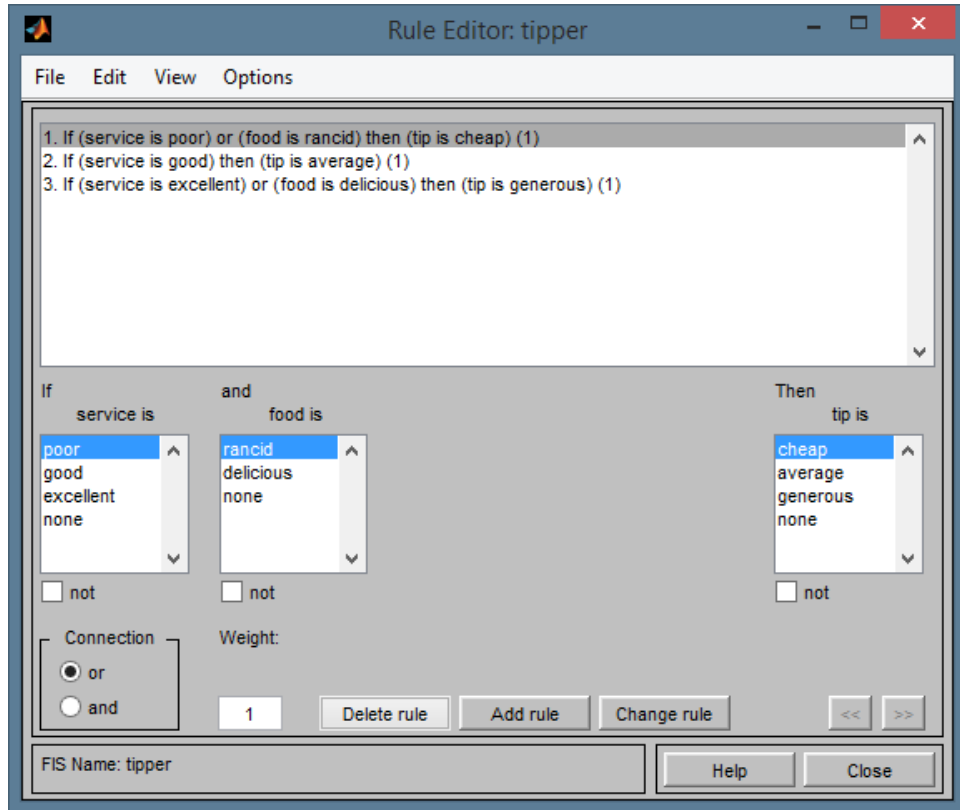 Rule Editor: tipper
File Edit View Options
1. If (service is poor) or (food is rancid) then (tip is cheap) (1)
2. If (service is good) then (tip is average) (1)
3. If (service is excellent) or (food is delicious) then (tip is generous) (1)
If and Then
service is food is tip is
poor rancid cheap
good delicious average
excellent none generous
none none
not not not
Connection Weight:
or
and 1 Delete rule Add rule Change rule << >>
FIS Name: tipper Help Close